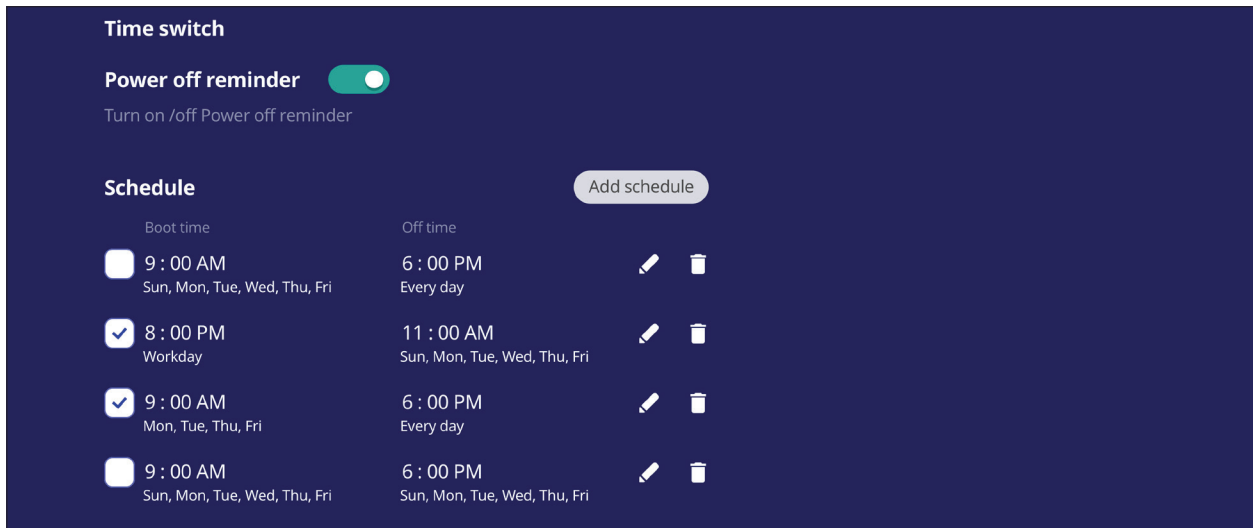 Time switch
Power off reminder
Turn on /off Power off reminder
Schedule Add schedule
Boot time Off time
9 : 00 AM 6 : 00 PM
Sun, Mon, Tue, Wed, Thu, Fri Every day
8 : 00 PM 11 : 00 AM
Workday Sun, Mon, Tue, Wed, Thu, Fri
9 : 00 AM 6 : 00 PM
Mon, Tue, Thu, Fri Every day
9 : 00 AM 6 : 00 PM
Sun, Mon, Tue, Wed, Thu, Fri Sun, Mon, Tue, Wed, Thu, Fri